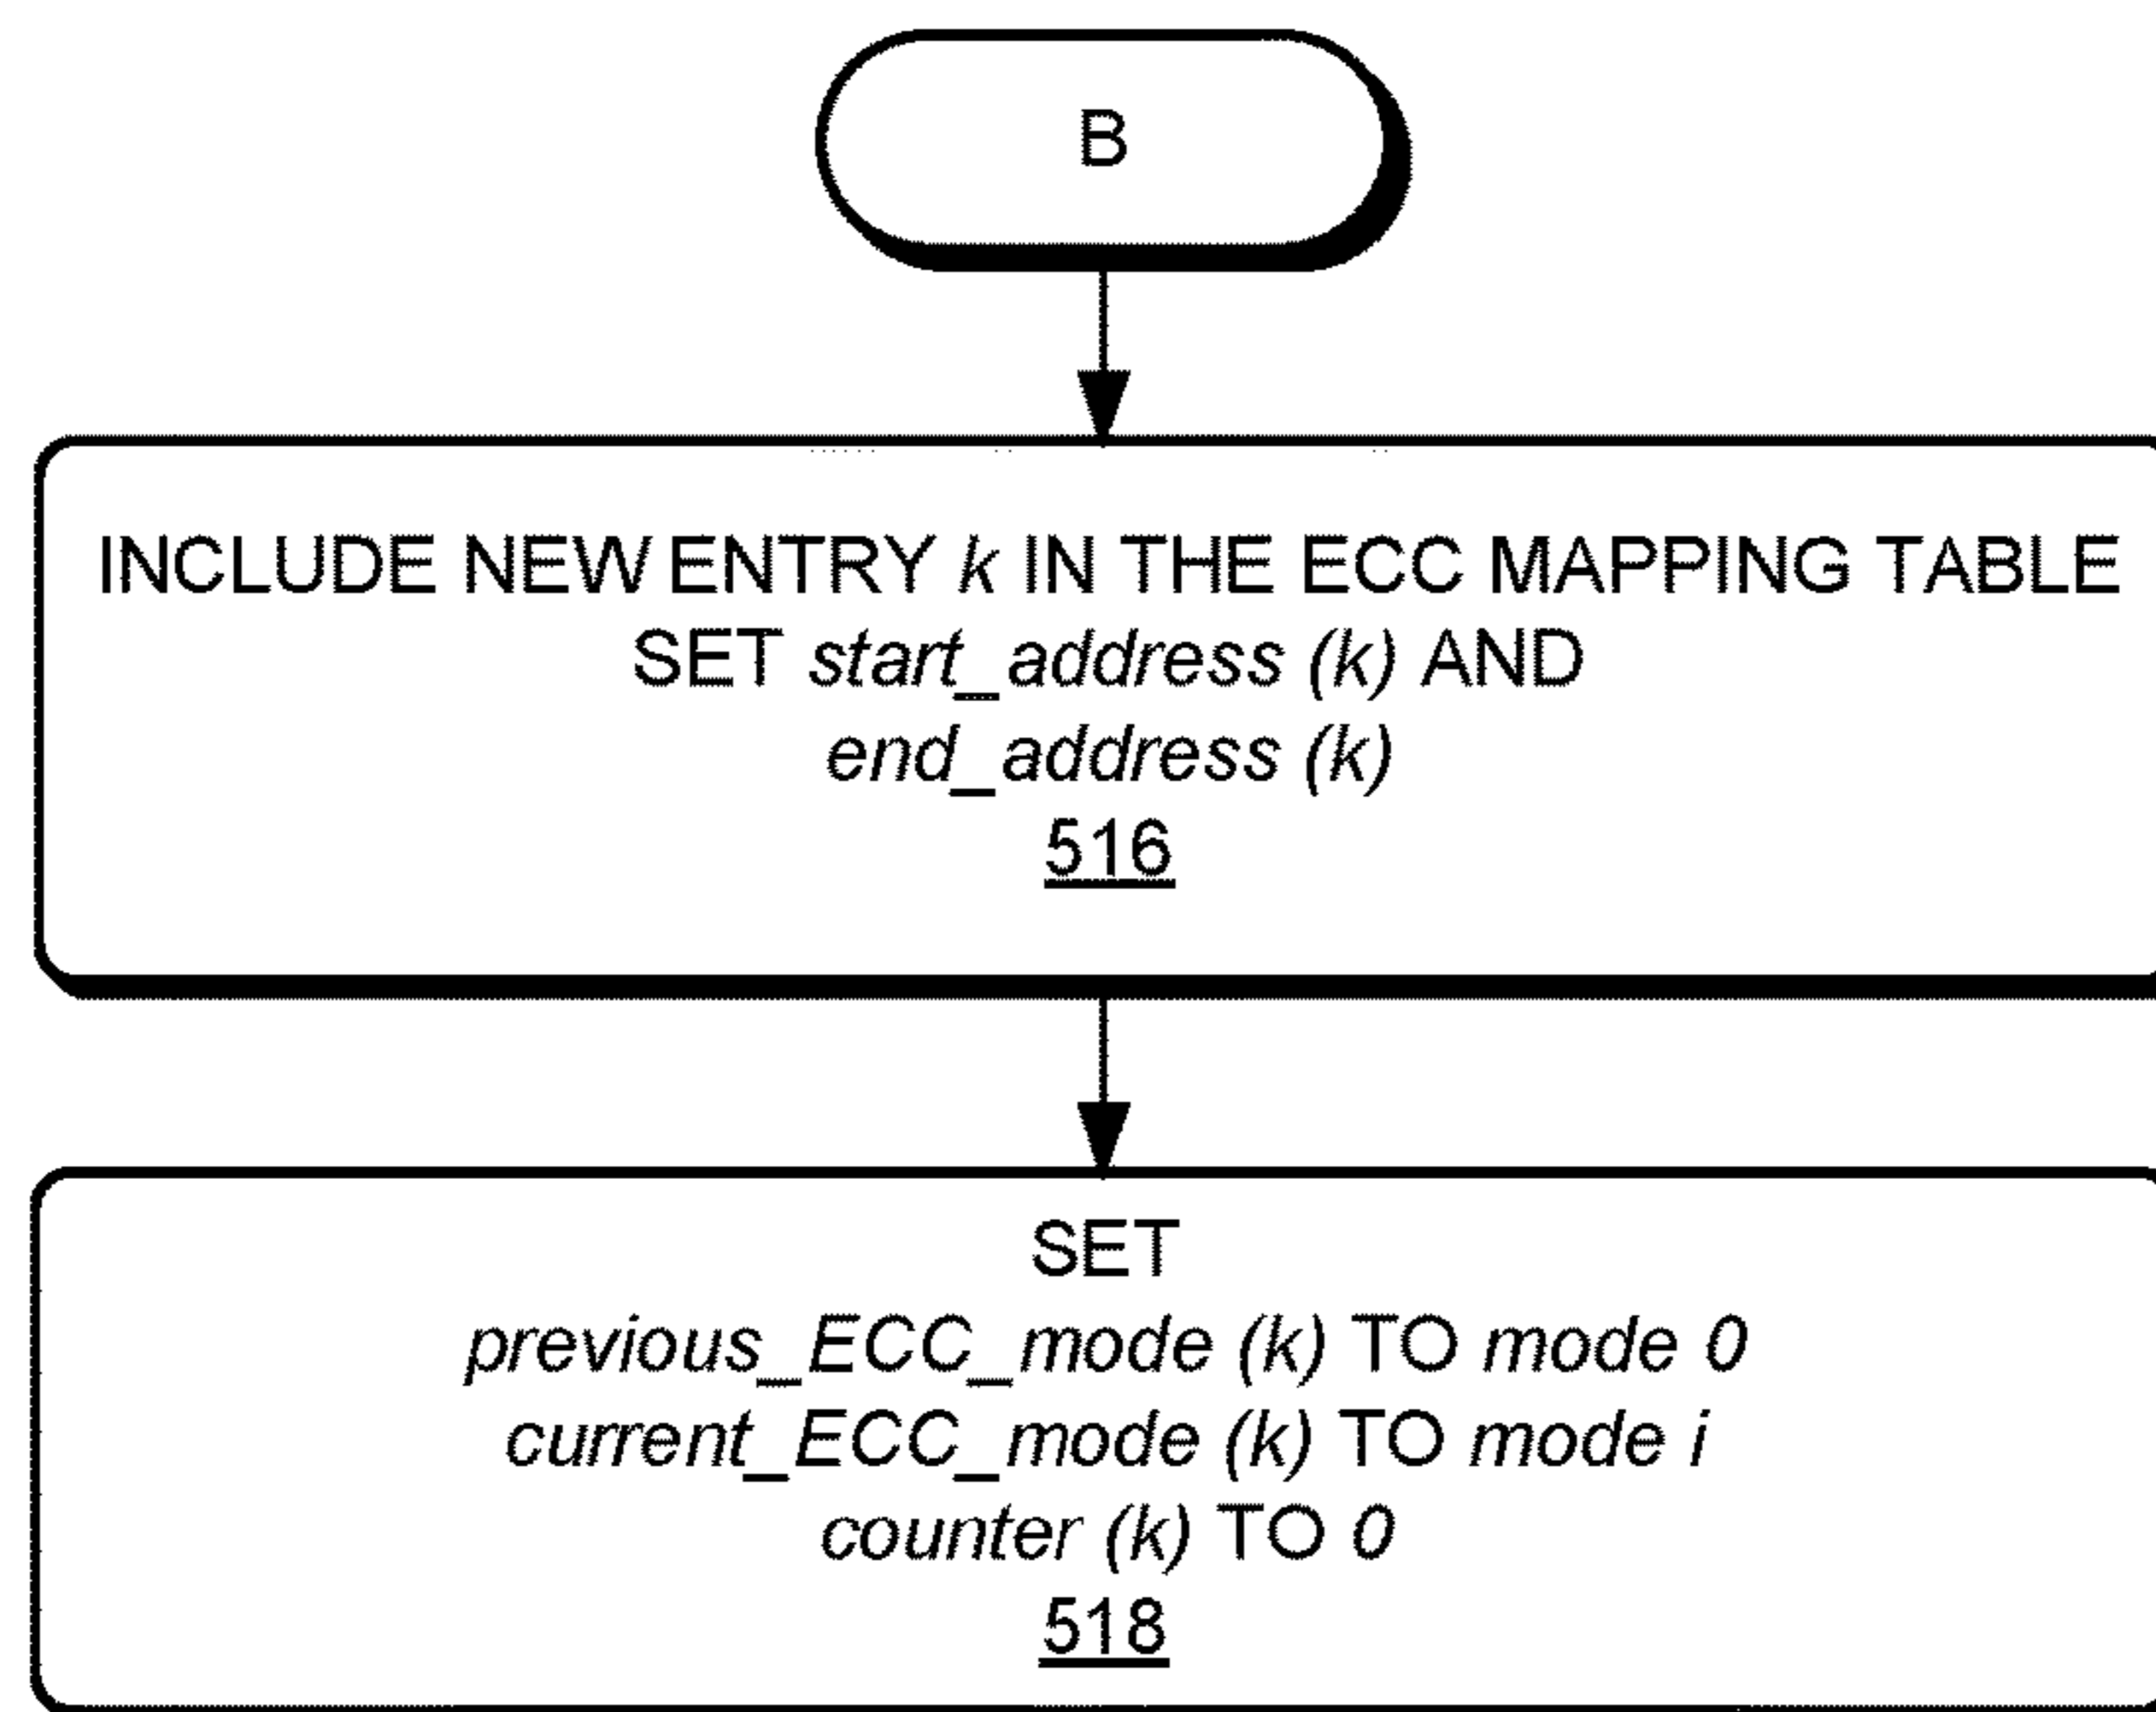 B
INCLUDE NEW ENTRY k IN THE ECC MAPPING TABLE
SET start_address (k) AND
end_address (k)
516
SET
previous_ECC_mode (k) TO mode 0
current_ECC_mode (k) TO mode i
counter (k) TO 0
518